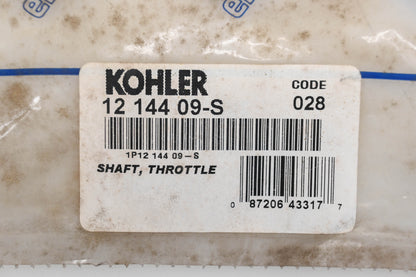 KOHLER
CODE
12 144 09-S
028
1P12 144 09-S
SHAFT, THROTTLE
0 87206 43317 7